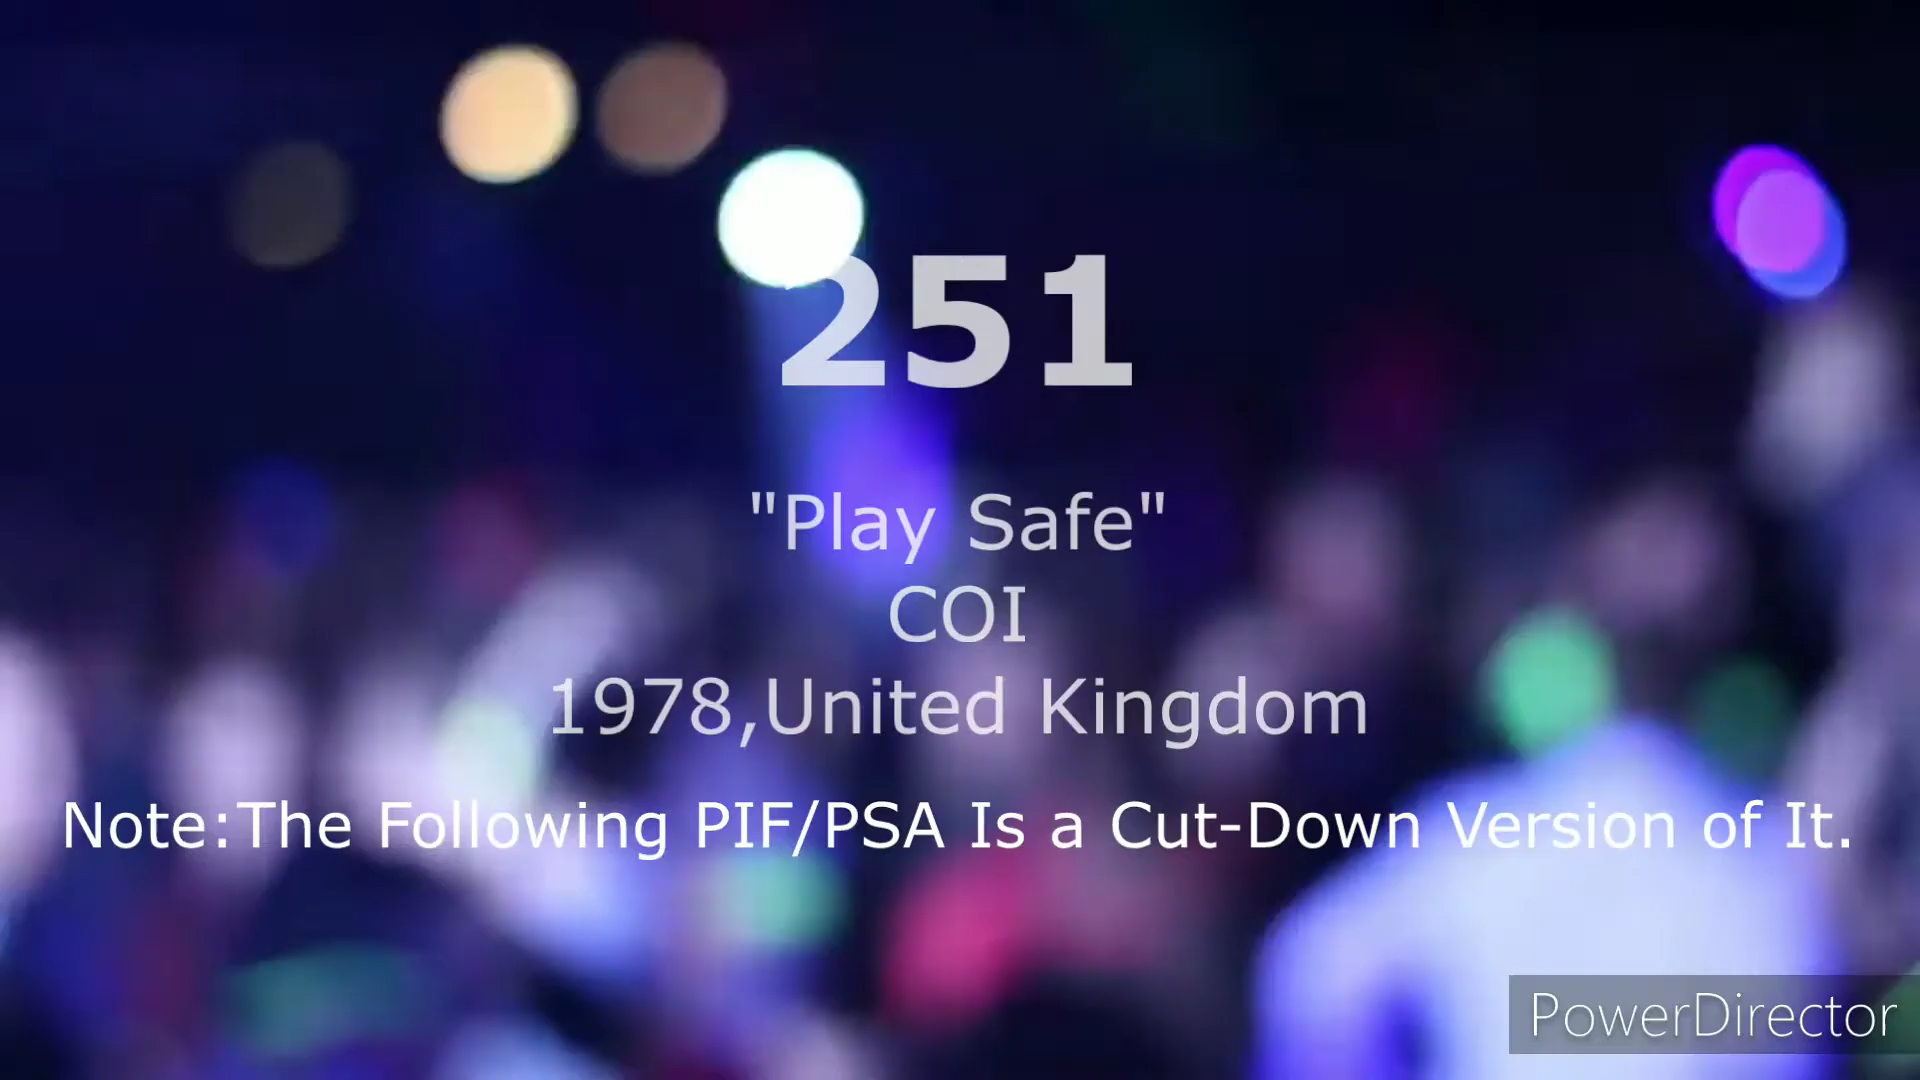 251
"Play Safe"
COI
1978,United Kingdom
Note:The Following PIF/PSA Is a Cut-Down Version of It.
PowerDirector